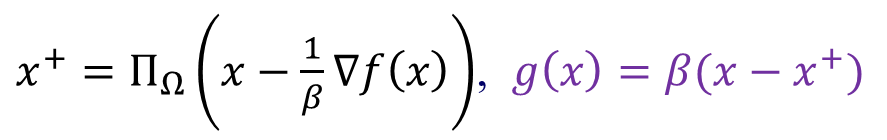 x⁺ = Π_Ω (x − 1/β ∇f(x)), g(x) = β(x − x⁺)